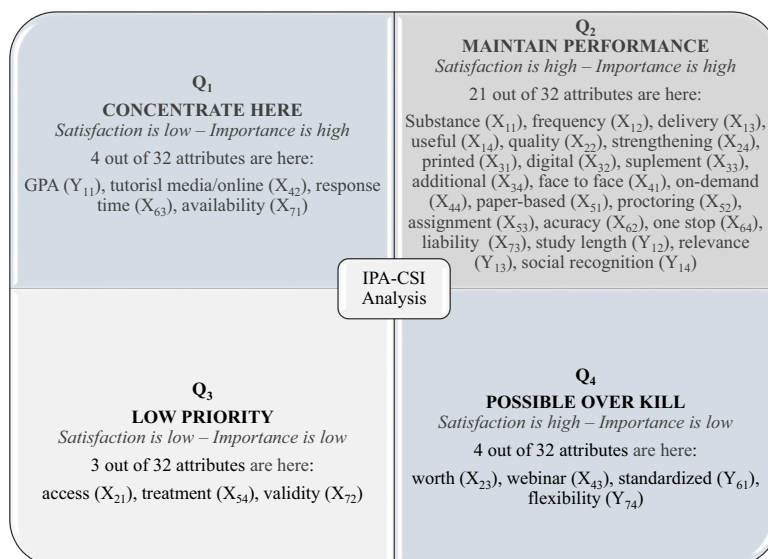 Q₁
CONCENTRATE HERE
Satisfaction is low – Importance is high
4 out of 32 attributes are here:
GPA (Y₁₁), tutorisl media/online (X₄₂), response
time (X₆₃), availability (X₇₁)
Q₂
MAINTAIN PERFORMANCE
Satisfaction is high – Importance is high
21 out of 32 attributes are here:
Substance (X₁₁), frequency (X₁₂), delivery (X₁₃),
useful (X₁₄), quality (X₂₂), strengthening (X₂₄),
printed (X₃₁), digital (X₃₂), suplement (X₃₃),
additional (X₃₄), face to face (X₄₁), on-demand
(X₄₄), paper-based (X₅₁), proctoring (X₅₂),
assignment (X₅₃), acuracy (X₆₂), one stop (X₆₄),
liability (X₇₃), study length (Y₁₂), relevance
(Y₁₃), social recognition (Y₁₄)
IPA-CSI
Analysis
Q₃
LOW PRIORITY
Satisfaction is low – Importance is low
3 out of 32 attributes are here:
access (X₂₁), treatment (X₅₄), validity (X₇₂)
Q₄
POSSIBLE OVER KILL
Satisfaction is high – Importance is low
4 out of 32 attributes are here:
worth (X₂₃), webinar (X₄₃), standardized (Y₆₁),
flexibility (Y₇₄)